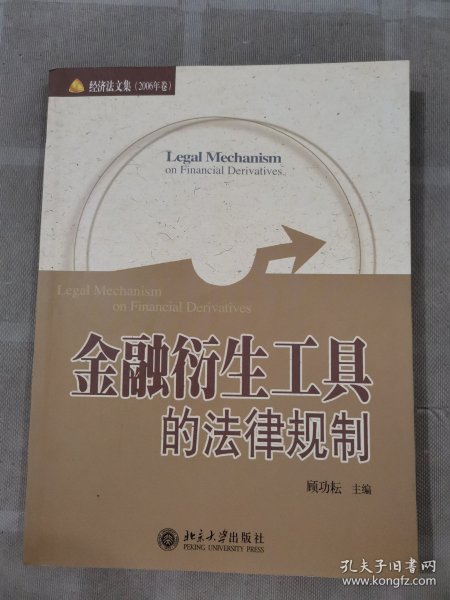 经济法文集(2006年卷)
Legal Mechanism
on Financial Derivatives
Legal Mechanism
on Financial Derivatives
金融衍生工具
的法律规制
顾功耘 主编
北京大学出版社
PEKING UNIVERSITY PRESS
孔夫子旧书网
www.kongfz.com